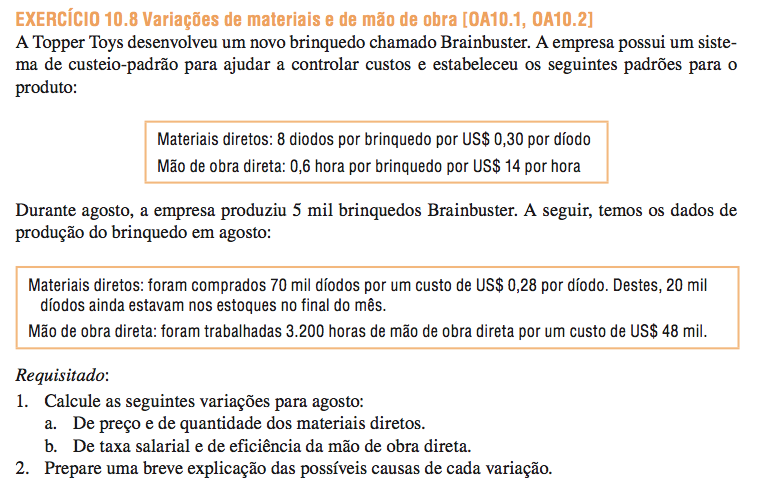 EXERCÍCIO 10.8 Variações de materiais e de mão de obra [OA10.1, OA10.2]
A Topper Toys desenvolveu um novo brinquedo chamado Brainbuster. A empresa possui um siste-
ma de custeio-padrão para ajudar a controlar custos e estabeleceu os seguintes padrões para o
produto:
Materiais diretos: 8 diodos por brinquedo por US$ 0,30 por díodo
Mão de obra direta: 0,6 hora por brinquedo por US$ 14 por hora
Durante agosto, a empresa produziu 5 mil brinquedos Brainbuster. A seguir, temos os dados de
produção do brinquedo em agosto:
Materiais diretos: foram comprados 70 mil díodos por um custo de US$ 0,28 por díodo. Destes, 20 mil
díodos ainda estavam nos estoques no final do mês.
Mão de obra direta: foram trabalhadas 3.200 horas de mão de obra direta por um custo de US$ 48 mil.
Requisitado:
1. Calcule as seguintes variações para agosto:
a. De preço e de quantidade dos materiais diretos.
b. De taxa salarial e de eficiência da mão de obra direta.
2. Prepare uma breve explicação das possíveis causas de cada variação.